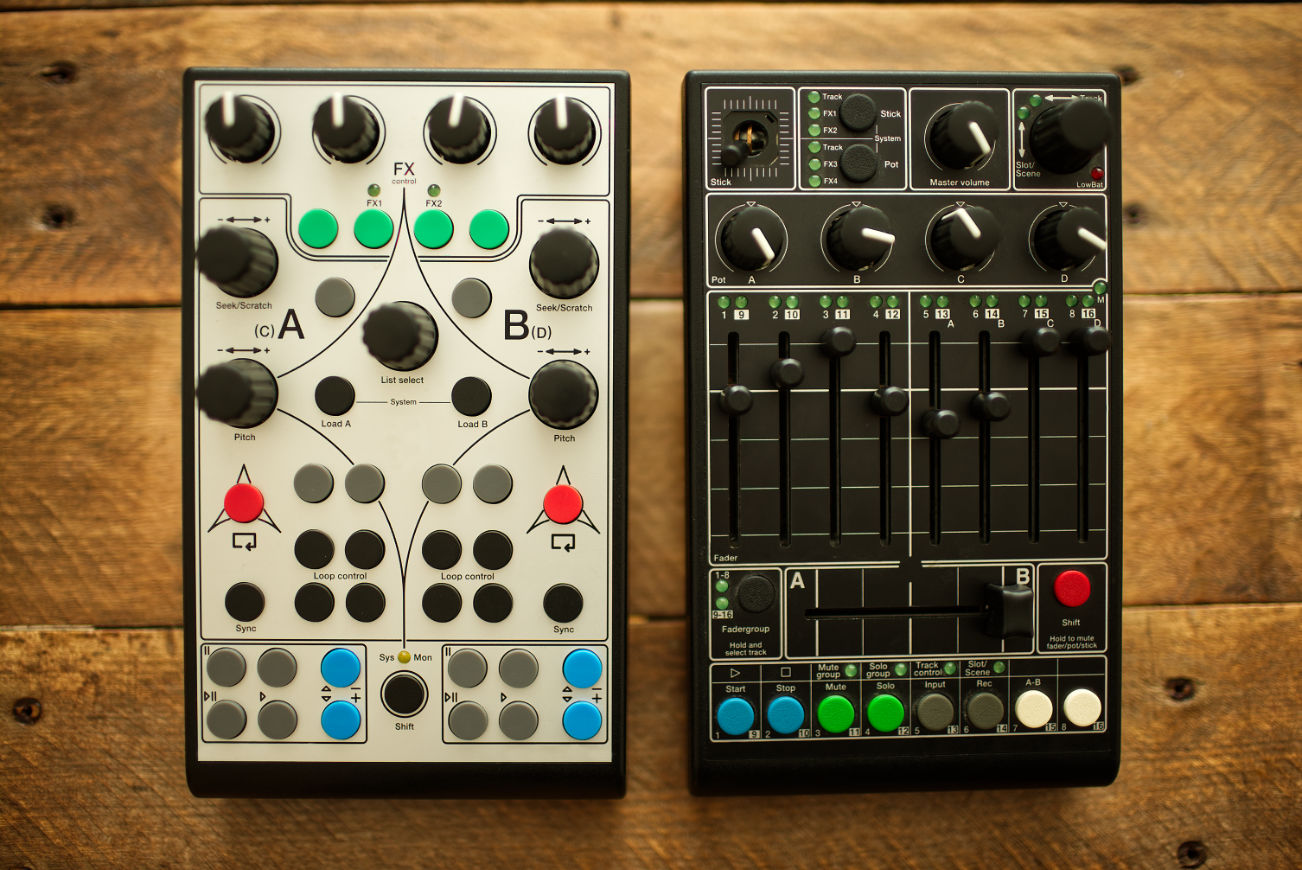 FX
control
FX1 FX2
- +
- +
Seek/Scratch
Seek/Scratch
(C) A
B (D)
- +
- +
List select
System
Load A
Load B
Pitch
Pitch
Loop control
Loop control
Sync
Sync
Sys Mon
- +
- +
Shift
Stick
Track
FX1
FX2
Track
FX3
FX4
Stick
System
Pot
Master volume
Track
Slot/
Scene
LowBat
Pot A B C D
M
1 9 2 10 3 11 4 12 5 13 6 14 7 15 8 16
A B C D
Fader
1-8
9-16
Fadergroup
Hold and
select track
A
B
Shift
Hold to mute
fader/pot/stick
Mute
group
Solo
group
Track
control
Slot/
Scene
Start Stop Mute Solo Input Rec A-B
1 9 2 10 3 11 4 12 5 13 6 14 7 15 8 16